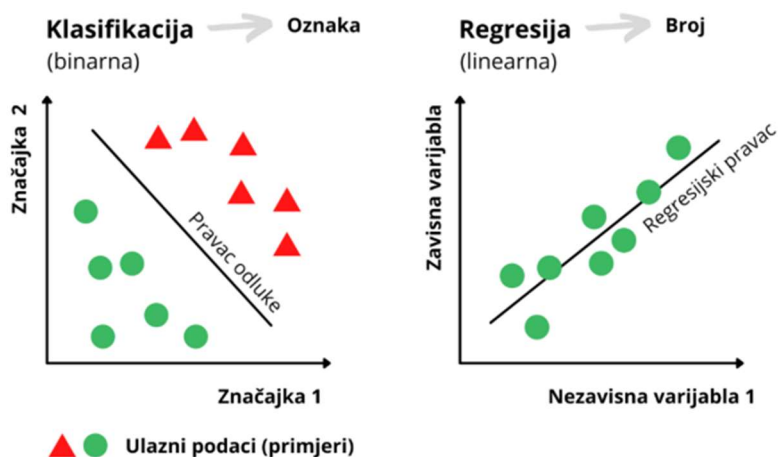 Klasifikacija
Oznaka
(binarna)
Značajka 2
Pravac odluke
Značajka 1
Regresija
Broj
(linearna)
Zavisna varijabla
Regresijski pravac
Nezavisna varijabla 1
Ulazni podaci (primjeri)